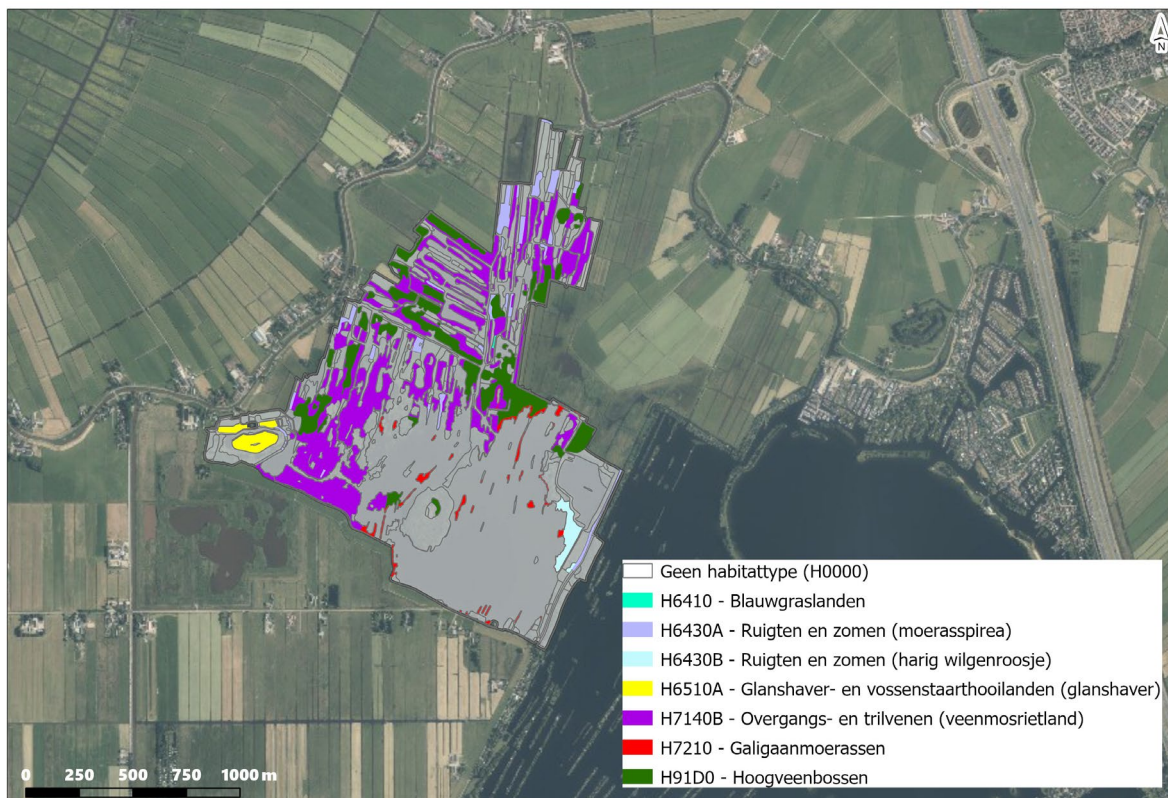 N
Geen habitattype (H0000)
H6410 - Blauwgraslanden
H6430A - Ruigten en zomen (moerasspirea)
H6430B - Ruigten en zomen (harig wilgenroosje)
H6510A - Glanshaver- en vossenstaarthooilanden (glanshaver)
H7140B - Overgangs- en trilvenen (veenmosrietland)
H7210 - Galigaanmoerassen
H91D0 - Hoogveenbossen
0 250 500 750 1000 m